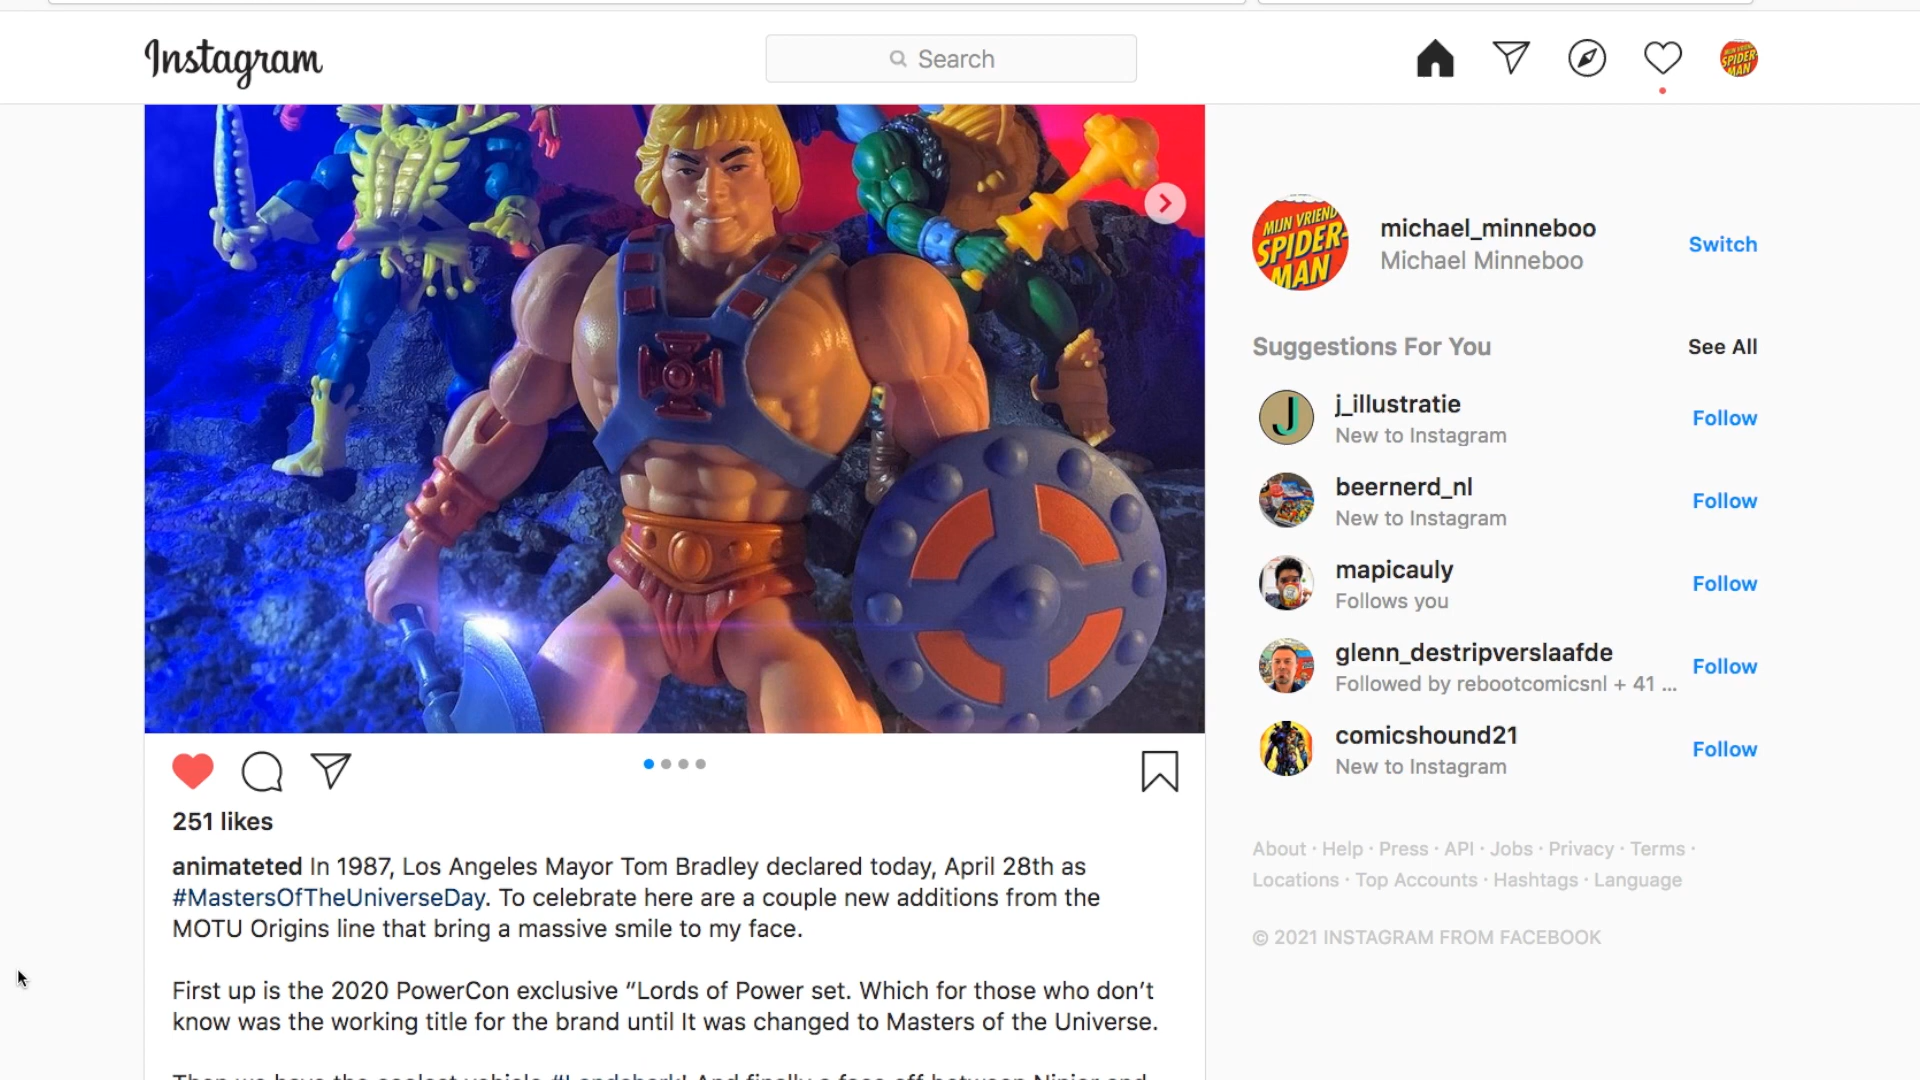 Instagram
Search
MIJN VRIEND
SPIDER-
MAN
michael_minneboo
Michael Minneboo
Switch
Suggestions For You
See All
j_illustratie
New to Instagram
Follow
beernerd_nl
New to Instagram
Follow
mapicauly
Follows you
Follow
glenn_destripverslaafde
Followed by rebootcomicsnl + 41 ...
Follow
comicshound21
New to Instagram
Follow
About · Help · Press · API · Jobs · Privacy · Terms ·
Locations · Top Accounts · Hashtags · Language
© 2021 INSTAGRAM FROM FACEBOOK
251 likes
animateted In 1987, Los Angeles Mayor Tom Bradley declared today, April 28th as
#MastersOfTheUniverseDay. To celebrate here are a couple new additions from the
MOTU Origins line that bring a massive smile to my face.
First up is the 2020 PowerCon exclusive “Lords of Power set. Which for those who don’t
know was the working title for the brand until It was changed to Masters of the Universe.